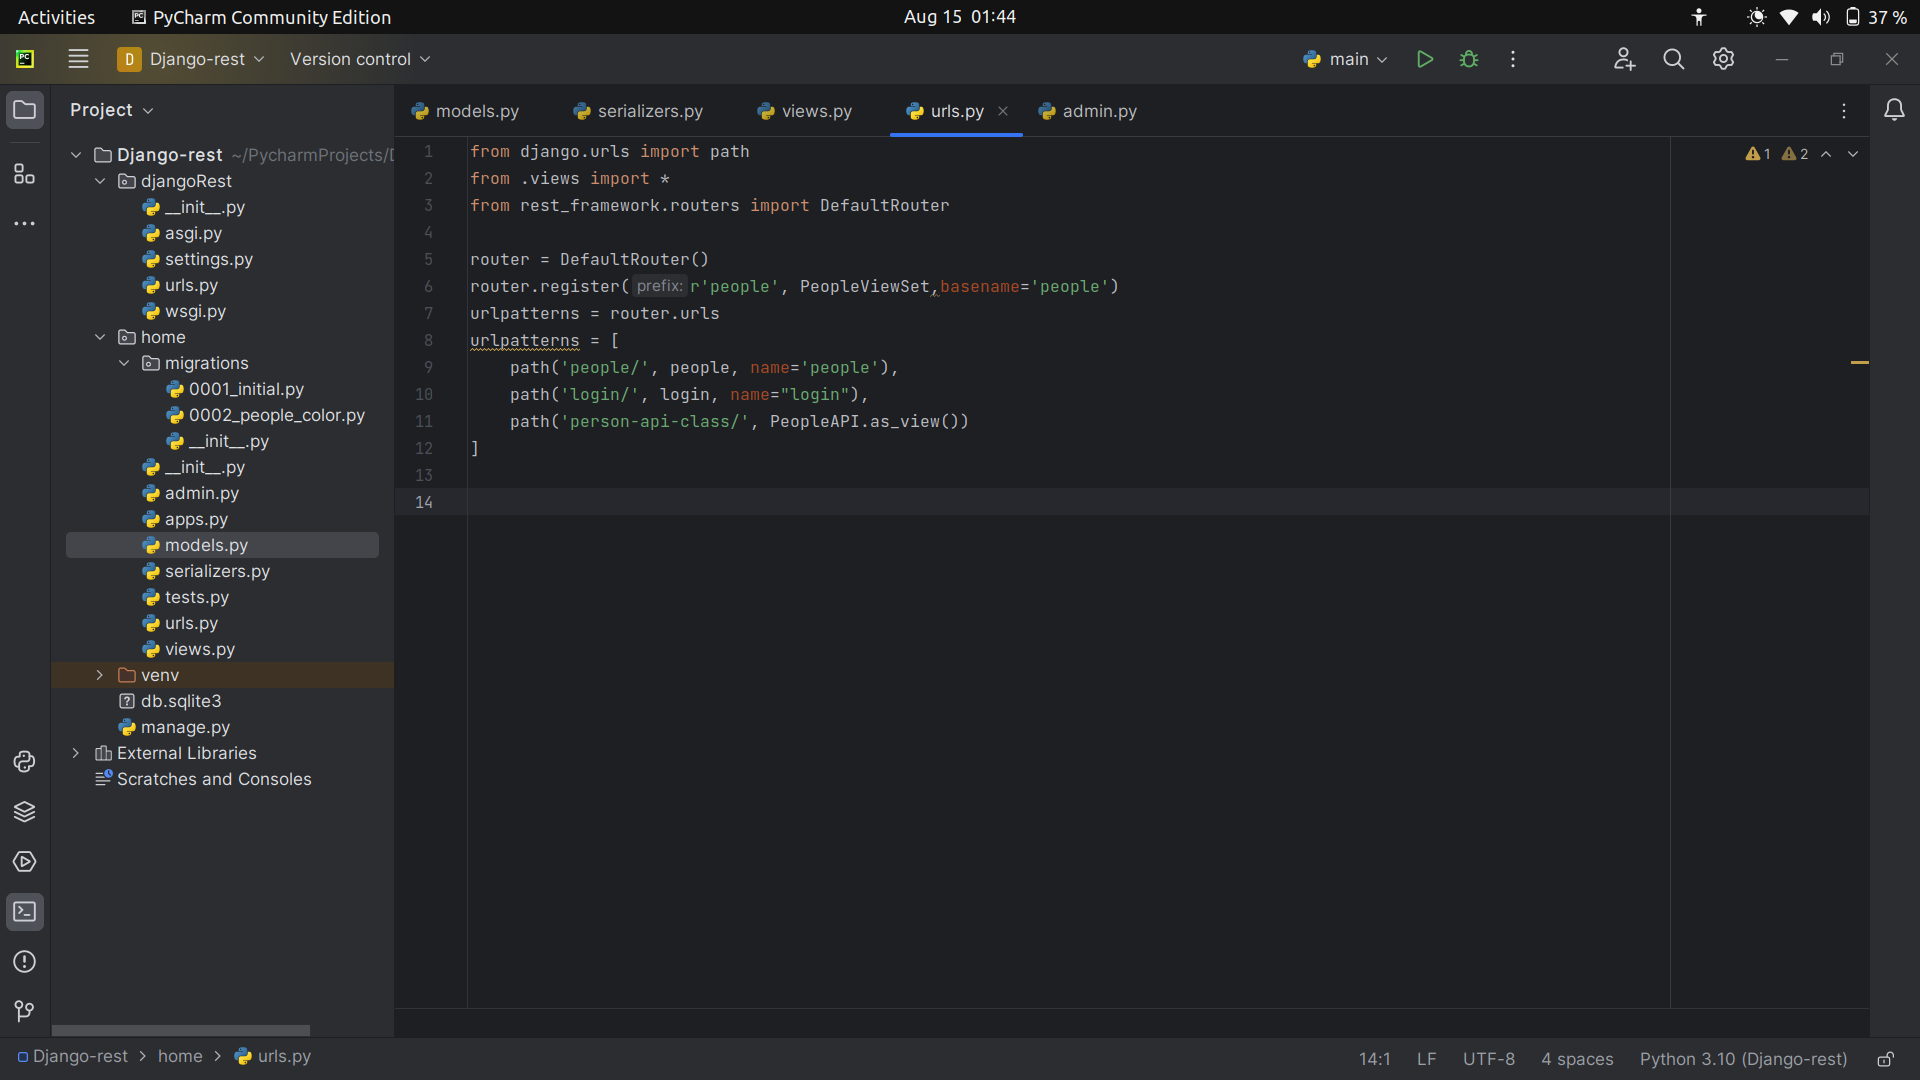 Activities PyCharm Community Edition Aug 15 01:44 37 %
D Django-rest Version control main
Project
models.py serializers.py views.py urls.py admin.py
Django-rest ~/PycharmProjects/D
djangoRest
__init__.py
asgi.py
settings.py
urls.py
wsgi.py
home
migrations
0001_initial.py
0002_people_color.py
__init__.py
__init__.py
admin.py
apps.py
models.py
serializers.py
tests.py
urls.py
views.py
venv
db.sqlite3
manage.py
External Libraries
Scratches and Consoles
1 from django.urls import path
2 from .views import *
3 from rest_framework.routers import DefaultRouter
4
5 router = DefaultRouter()
6 router.register( prefix: r'people', PeopleViewSet,basename='people')
7 urlpatterns = router.urls
8 urlpatterns = [
9 path('people/', people, name='people'),
10 path('login/', login, name="login"),
11 path('person-api-class/', PeopleAPI.as_view())
12 ]
13
14
1 2
Django-rest > home > urls.py
14:1 LF UTF-8 4 spaces Python 3.10 (Django-rest)